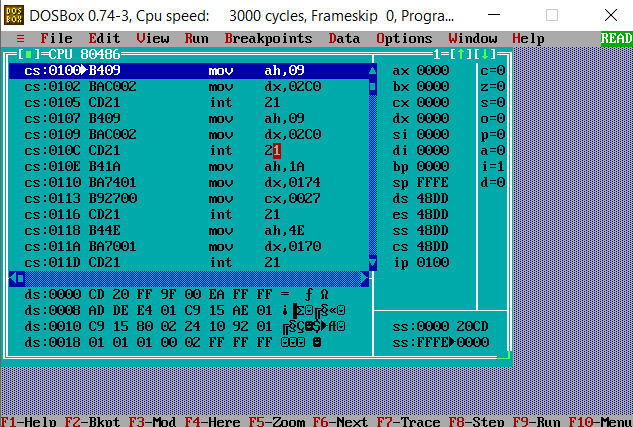 DOSBox 0.74-3, Cpu speed: 3000 cycles, Frameskip 0, Progra...
≡ File Edit View Run Breakpoints Data Options Window Help READ
[■]=CPU 80486 1=[↑][↓]
cs:0100►B409 mov ah,09 ax 0000 c=0
cs:0102 BAC002 mov dx,02C0 bx 0000 z=0
cs:0105 CD21 int 21 cx 0000 s=0
cs:0107 B409 mov ah,09 dx 0000 o=0
cs:0109 BAC002 mov dx,02C0 si 0000 p=0
cs:010C CD21 int 21 di 0000 a=0
cs:010E B41A mov ah,1A bp 0000 i=1
cs:0110 BA7401 mov dx,0174 sp FFFE d=0
cs:0113 B92700 mov cx,0027 ds 48DD
cs:0116 CD21 int 21 es 48DD
cs:0118 B44E mov ah,4E ss 48DD
cs:011A BA7001 mov dx,0170 cs 48DD
cs:011D CD21 int 21 ip 0100
ds:0000 CD 20 FF 9F 00 EA FF FF = ƒ Ω
ds:0008 AD DE E4 01 C9 15 AE 01 ¡▐Σ☺╔§«☺
ds:0010 C9 15 80 02 24 10 92 01 ╔§Ç☻$►Æ☺ ss:0000 20CD
ds:0018 01 01 01 00 02 FF FF FF ☺☺☺ ☻ ss:FFFE►0000
F1-Help F2-Bkpt F3-Mod F4-Here F5-Zoom F6-Next F7-Trace F8-Step F9-Run F10-Menu